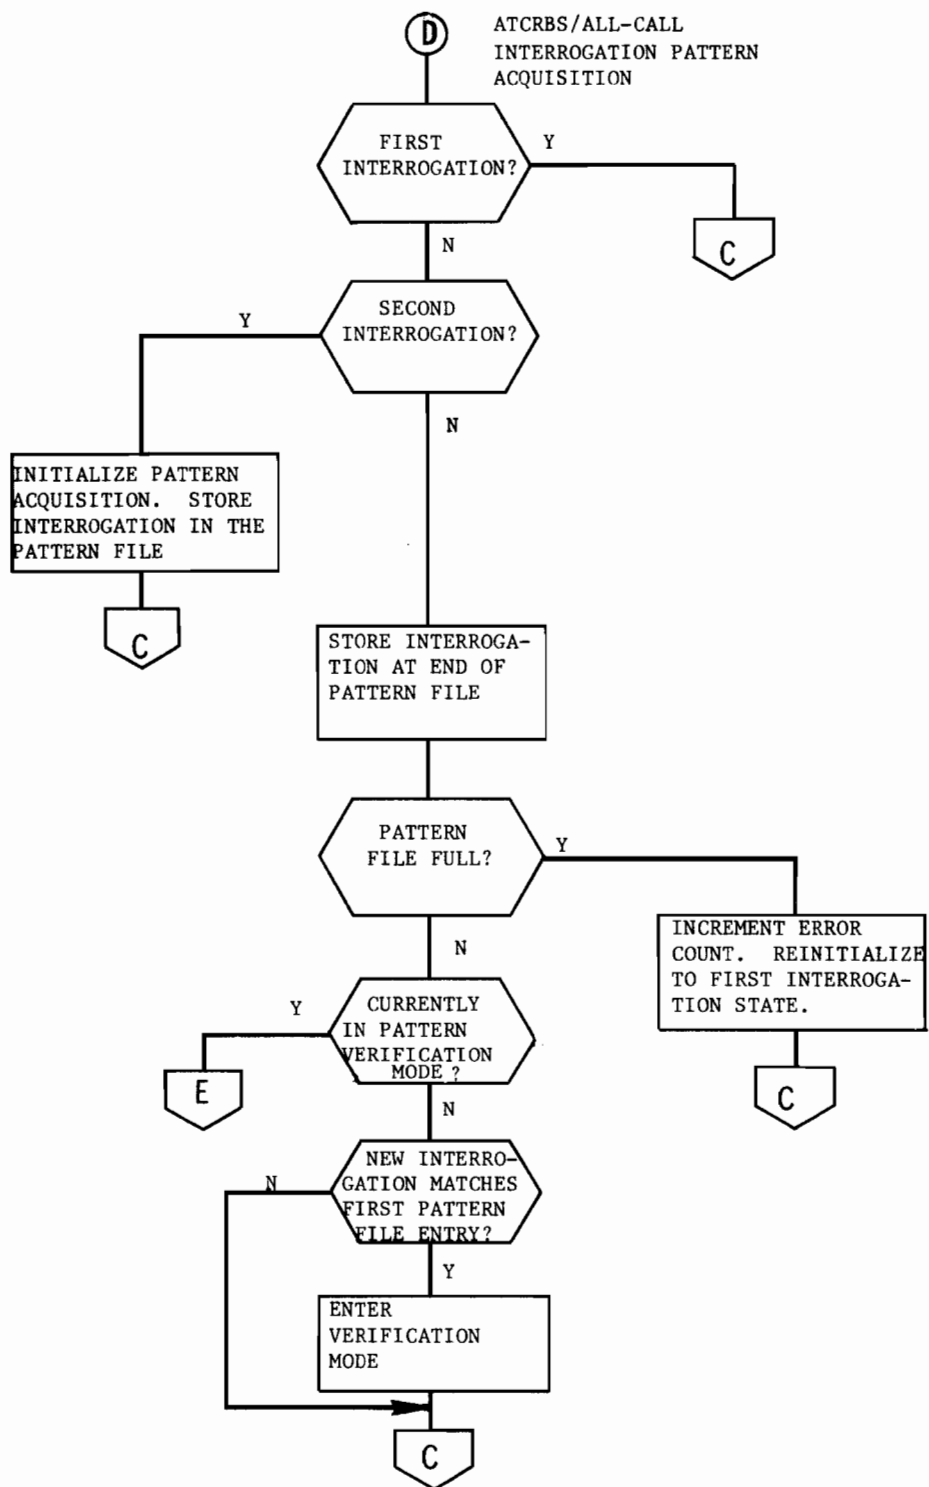 D
ATCRBS/ALL-CALL
INTERROGATION PATTERN
ACQUISITION
FIRST
INTERROGATION?
Y
C
N
SECOND
INTERROGATION?
Y
N
INITIALIZE PATTERN
ACQUISITION. STORE
INTERROGATION IN THE
PATTERN FILE
C
STORE INTERROGA-
TION AT END OF
PATTERN FILE
PATTERN
FILE FULL?
Y
N
INCREMENT ERROR
COUNT. REINITIALIZE
TO FIRST INTERROGA-
TION STATE.
C
CURRENTLY
IN PATTERN
VERIFICATION
MODE ?
Y
E
N
NEW INTERRO-
GATION MATCHES
FIRST PATTERN
FILE ENTRY?
N
Y
ENTER
VERIFICATION
MODE
C